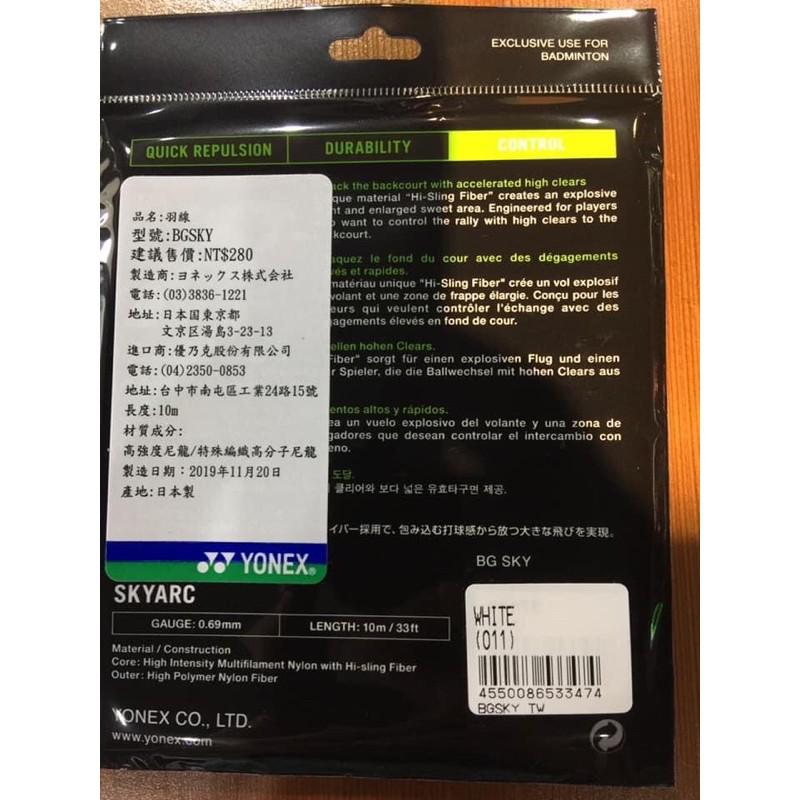 EXCLUSIVE USE FOR
BADMINTON
QUICK REPULSION
DURABILITY
CONTROL
the backcourt with accelerated high clears
material "Hi-Sling Fiber" creates an explosive
and enlarged sweet area. Engineered for players
want to control the rally with high clears to the
le fond du cour avec des dégagements
et rapides.
matériau unique "Hi-Sling Fiber" crée un vol explosif
volant et une zone de frappe élargie. Conçu pour les
qui veulent contrôler l'échange avec des
élevés en fond de cour.
hohen Clears.
sorgt für einen explosiven Flug und einen
Spieler, die die Ballwechsel mit hohen Clears aus
altos y rápidos.
un vuelo explosivo del volante y una zona de
que desean controlar el intercambio con
도달.
클리어와 보다 넓은 유효타구면 제공.
イバー採用で、包み込む打球感から放つ大きな飛びを実現。
品名:羽線
型號:BGSKY
建議售價:NT$280
製造商:ヨネックス株式会社
電話:(03)3836-1221
地址:日本国東京都
文京区湯島3-23-13
進口商:優乃克股份有限公司
電話:(04)2350-0853
地址:台中市南屯區工業24路15號
長度:10m
材質成分:
高強度尼龍/特殊編織高分子尼龍
製造日期:2019年11月20日
產地:日本製
YONEX®
BG SKY
SKYARC
GAUGE: 0.69mm
LENGTH: 10m / 33ft
Material / Construction
Core: High Intensity Multifilament Nylon with Hi-sling Fiber
Outer: High Polymer Nylon Fiber
YONEX CO., LTD.
www.yonex.com
WHITE
(011)
4550086533474
BGSKY TW